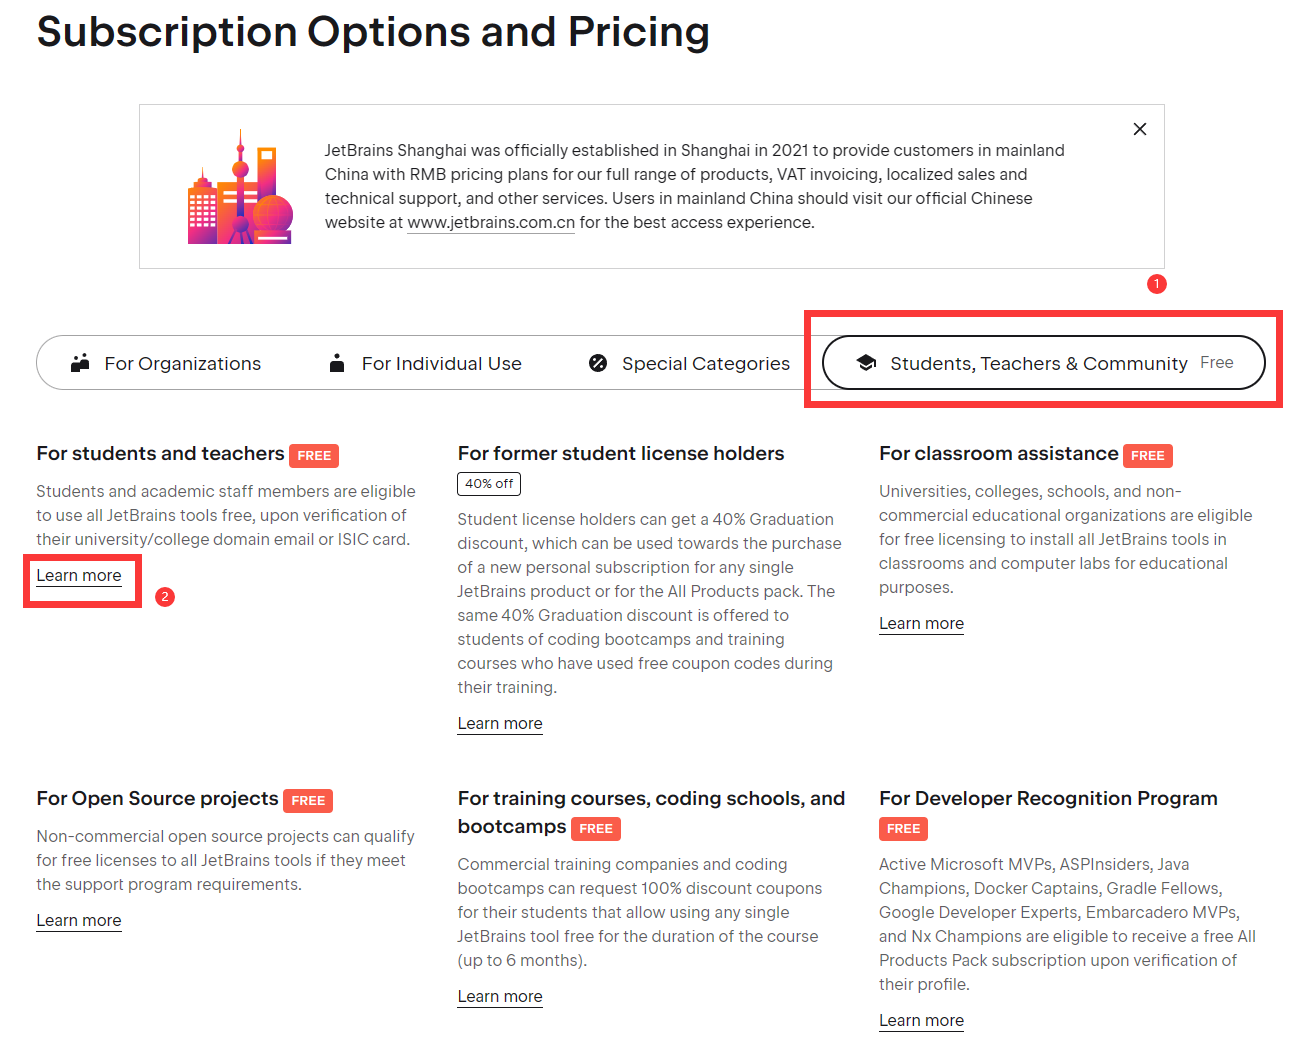 Subscription Options and Pricing
JetBrains Shanghai was officially established in Shanghai in 2021 to provide customers in mainland
China with RMB pricing plans for our full range of products, VAT invoicing, localized sales and
technical support, and other services. Users in mainland China should visit our official Chinese
website at www.jetbrains.com.cn for the best access experience.
1
For Organizations
For Individual Use
Special Categories
Students, Teachers & Community Free
For students and teachers FREE
Students and academic staff members are eligible
to use all JetBrains tools free, upon verification of
their university/college domain email or ISIC card.
Learn more
2
For former student license holders
40% off
Student license holders can get a 40% Graduation
discount, which can be used towards the purchase
of a new personal subscription for any single
JetBrains product or for the All Products pack. The
same 40% Graduation discount is offered to
students of coding bootcamps and training
courses who have used free coupon codes during
their training.
Learn more
For classroom assistance FREE
Universities, colleges, schools, and non-
commercial educational organizations are eligible
for free licensing to install all JetBrains tools in
classrooms and computer labs for educational
purposes.
Learn more
For Open Source projects FREE
Non-commercial open source projects can qualify
for free licenses to all JetBrains tools if they meet
the support program requirements.
Learn more
For training courses, coding schools, and
bootcamps FREE
Commercial training companies and coding
bootcamps can request 100% discount coupons
for their students that allow using any single
JetBrains tool free for the duration of the course
(up to 6 months).
Learn more
For Developer Recognition Program
FREE
Active Microsoft MVPs, ASPInsiders, Java
Champions, Docker Captains, Gradle Fellows,
Google Developer Experts, Embarcadero MVPs,
and Nx Champions are eligible to receive a free All
Products Pack subscription upon verification of
their profile.
Learn more